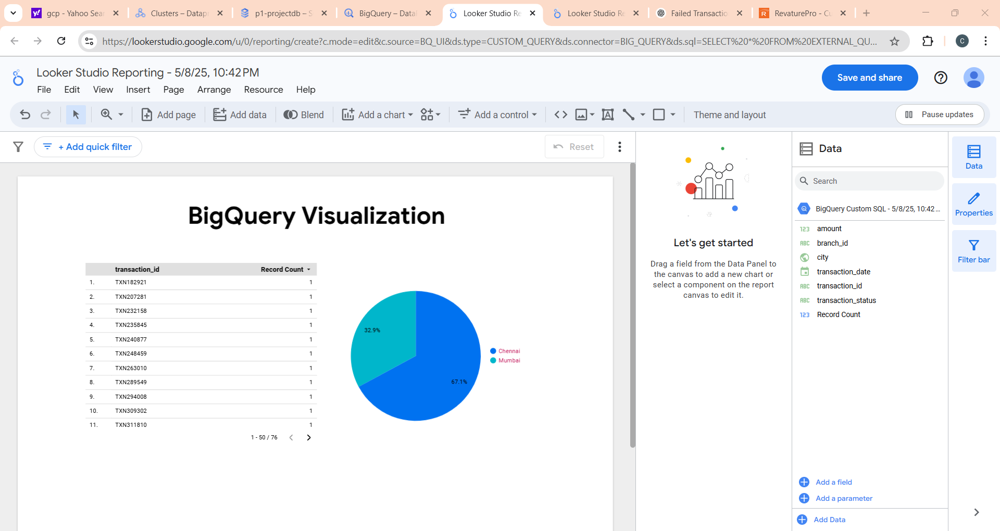 gcp - Yahoo Sear
Clusters – Datapr
p1-projectdb – S
BigQuery – Datal
Looker Studio Re
Looker Studio Re
Failed Transactio
RevaturePro - Cu
https://lookerstudio.google.com/u/0/reporting/create?c.mode=edit&c.source=BQ_UI&ds.type=CUSTOM_QUERY&ds.connector=BIG_QUERY&ds.sql=SELECT%20*%20FROM%20EXTERNAL_QU...
C
Looker Studio Reporting - 5/8/25, 10:42 PM
File Edit View Insert Page Arrange Resource Help
Save and share
Add page
Add data
Blend
Add a chart
Add a control
Theme and layout
Pause updates
+ Add quick filter
Reset
BigQuery Visualization
transaction_id Record Count
1. TXN182921 1
2. TXN207281 1
3. TXN232158 1
4. TXN235845 1
5. TXN240877 1
6. TXN248459 1
7. TXN263010 1
8. TXN289549 1
9. TXN294008 1
10. TXN309302 1
11. TXN311810 1
1 - 50 / 76
32.9%
67.1%
Chennai
Mumbai
Let's get started
Drag a field from the Data Panel to
the canvas to add a new chart or
select a component on the report
canvas to edit it.
Data
Search
BigQuery Custom SQL - 5/8/25, 10:42...
123 amount
ABC branch_id
city
transaction_date
ABC transaction_id
ABC transaction_status
123 Record Count
Add a field
Add a parameter
Add Data
Data
Properties
Filter bar